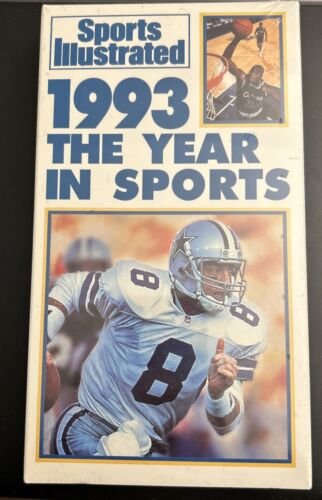 Sports
Illustrated
1993
THE YEAR
IN SPORTS
8
8